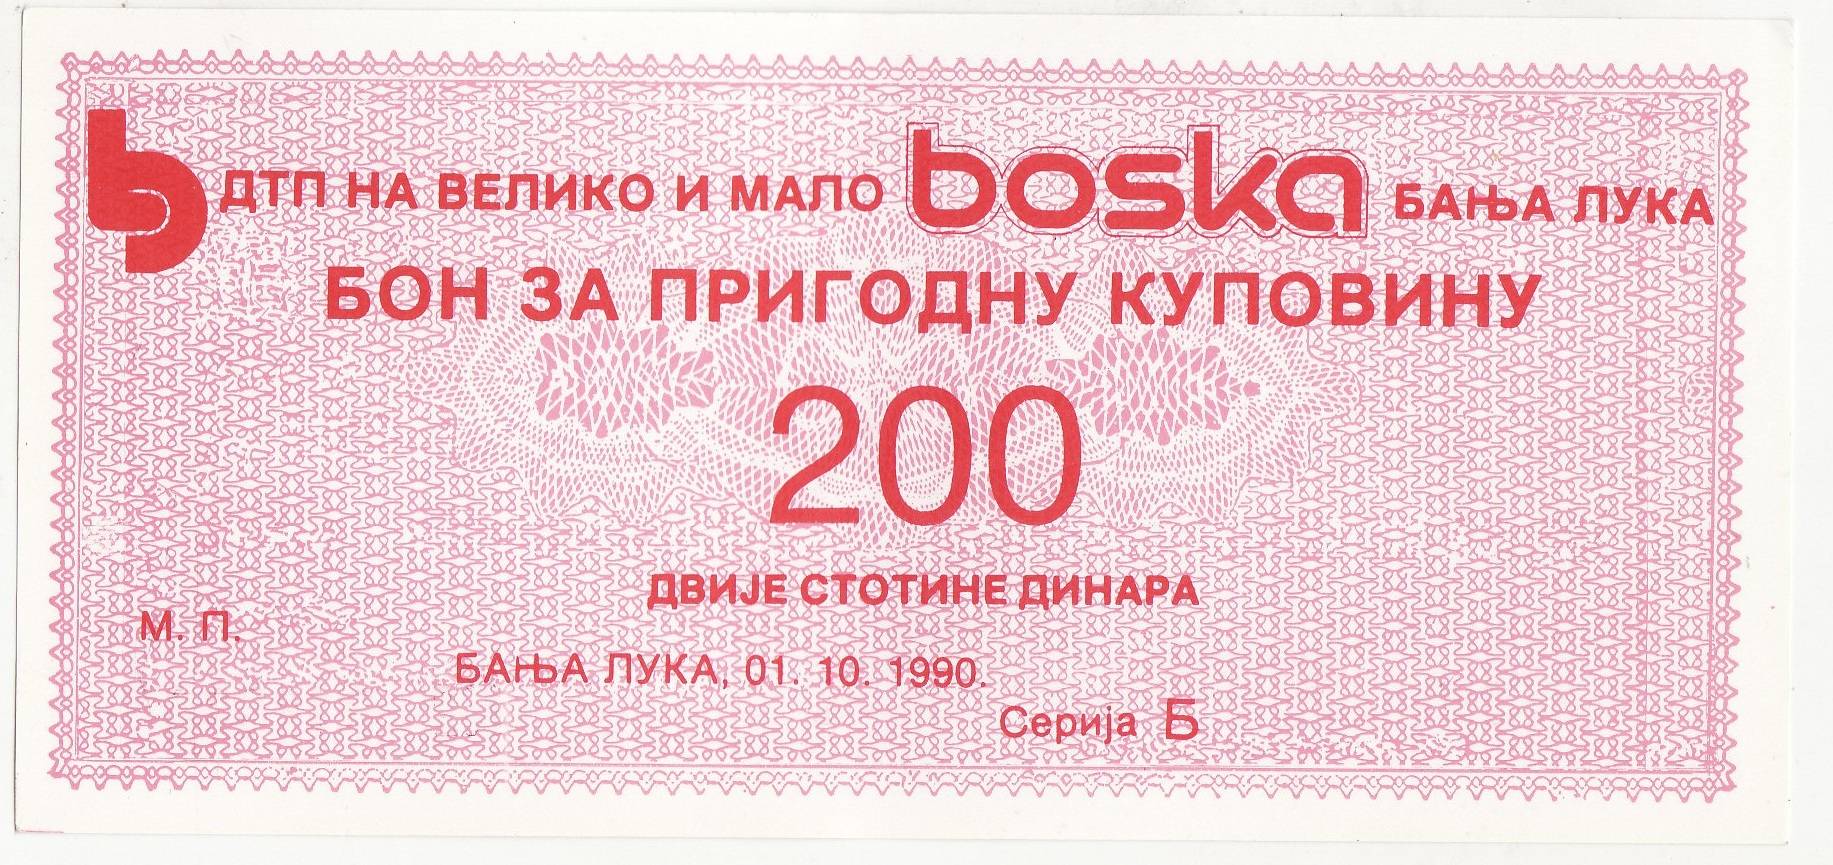 ДТП НА ВЕЛИКО И МАЛО boska БАЊА ЛУКА
БОН ЗА ПРИГОДНУ КУПОВИНУ
200
ДВИЈЕ СТОТИНЕ ДИНАРА
М. П.
БАЊА ЛУКА, 01. 10. 1990.
Серија Б